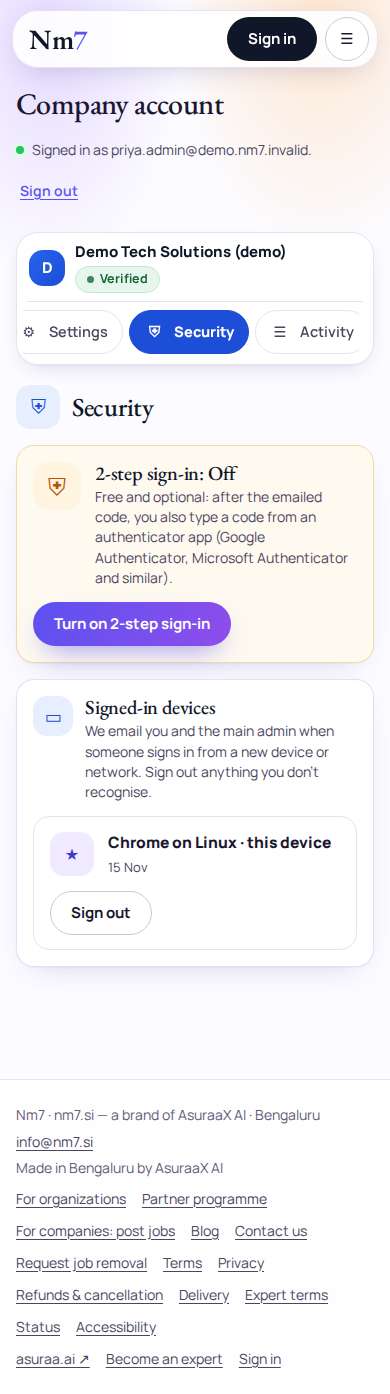 Nm7
Sign in
☰
Company account
Signed in as priya.admin@demo.nm7.invalid.
Sign out
D
Demo Tech Solutions (demo)
Verified
⚙ Settings
Security
☰ Activity
Security
2-step sign-in: Off
Free and optional: after the emailed
code, you also type a code from an
authenticator app (Google
Authenticator, Microsoft Authenticator
and similar).
Turn on 2-step sign-in
Signed-in devices
We email you and the main admin when
someone signs in from a new device or
network. Sign out anything you don't
recognise.
★
Chrome on Linux · this device
15 Nov
Sign out
Nm7 · nm7.si — a brand of AsuraaX AI · Bengaluru
info@nm7.si
Made in Bengaluru by AsuraaX AI
For organizations Partner programme
For companies: post jobs Blog Contact us
Request job removal Terms Privacy
Refunds & cancellation Delivery Expert terms
Status Accessibility
asuraa.ai ↗ Become an expert Sign in